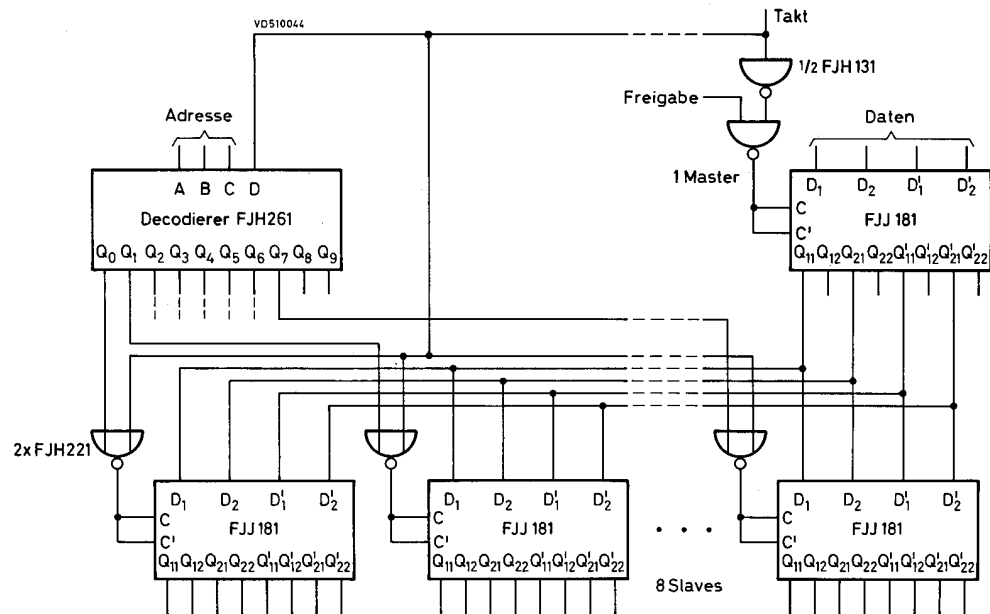 VD510044
Takt
½ FJH 131
Freigabe
Adresse
Daten
1 Master
A B C D
Decodierer FJH261
Q0 Q1 Q2 Q3 Q4 Q5 Q6 Q7 Q8 Q9
D1 D2 D'1 D'2
C
FJJ 181
C'
Q11 Q12 Q21 Q22 Q'11 Q'12 Q'21 Q'22
2x FJH221
D1 D2 D'1 D'2
C
FJJ 181
C'
Q11 Q12 Q21 Q22 Q'11 Q'12 Q'21 Q'22
D1 D2 D'1 D'2
C
FJJ 181
C'
Q11 Q12 Q21 Q22 Q'11 Q'12 Q'21 Q'22
• • •
8 Slaves
D1 D2 D'1 D'2
C
FJJ 181
C'
Q11 Q12 Q21 Q22 Q'11 Q'12 Q'21 Q'22